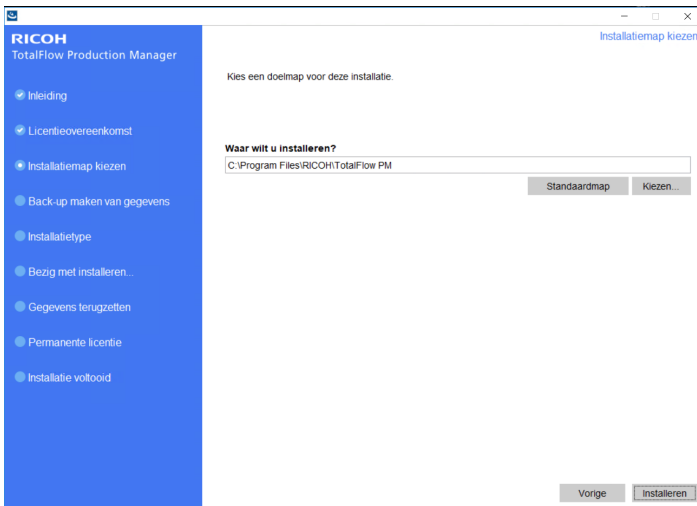 RICOH
TotalFlow Production Manager
Installatiemap kiezen
Inleiding
Licentieovereenkomst
Installatiemap kiezen
Back-up maken van gegevens
Installatietype
Bezig met installeren...
Gegevens terugzetten
Permanente licentie
Installatie voltooid
Kies een doelmap voor deze installatie.
Waar wilt u installeren?
C:\Program Files\RICOH\TotalFlow PM
Standaardmap Kiezen...
Vorige Installeren